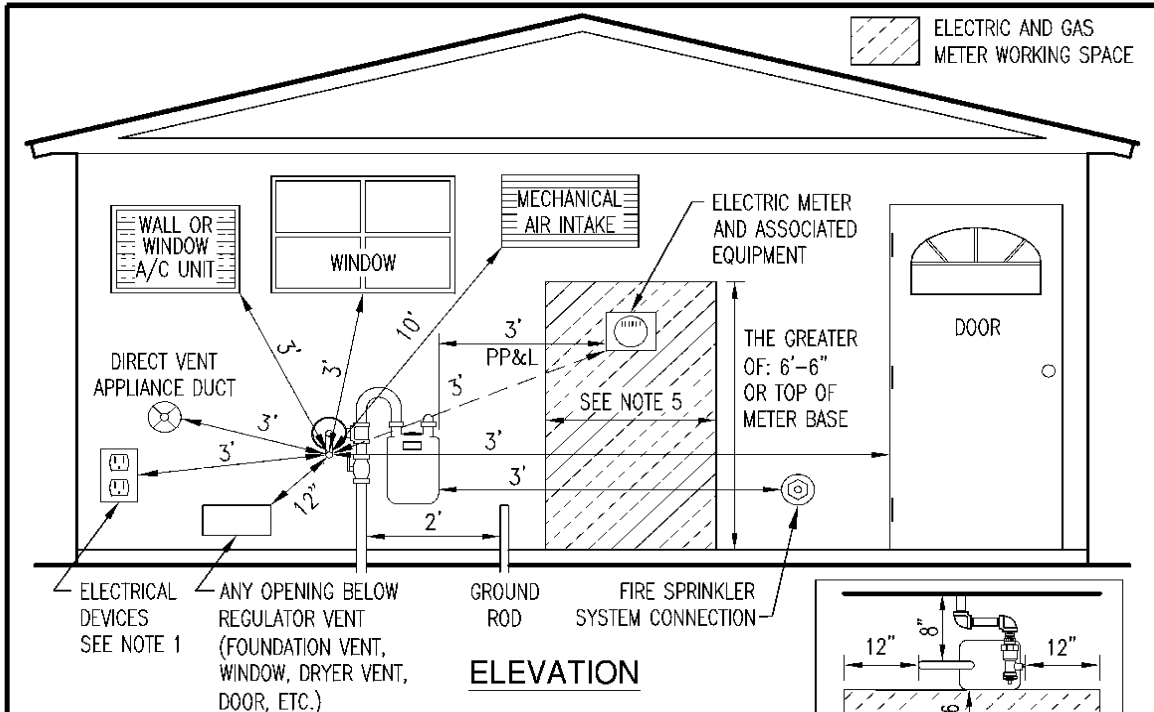 ELECTRIC AND GAS
METER WORKING SPACE
WALL OR
WINDOW
A/C UNIT
WINDOW
MECHANICAL
AIR INTAKE
ELECTRIC METER
AND ASSOCIATED
EQUIPMENT
DOOR
THE GREATER
OF: 6'-6"
OR TOP OF
METER BASE
10'
3'
3'
3'
PP&L
3'
SEE NOTE 5
DIRECT VENT
APPLIANCE DUCT
3'
3'
12"
3'
3'
2'
ELECTRICAL
DEVICES
SEE NOTE 1
ANY OPENING BELOW
REGULATOR VENT
(FOUNDATION VENT,
WINDOW, DRYER VENT,
DOOR, ETC.)
GROUND
ROD
FIRE SPRINKLER
SYSTEM CONNECTION
ELEVATION
12"
8"
12"